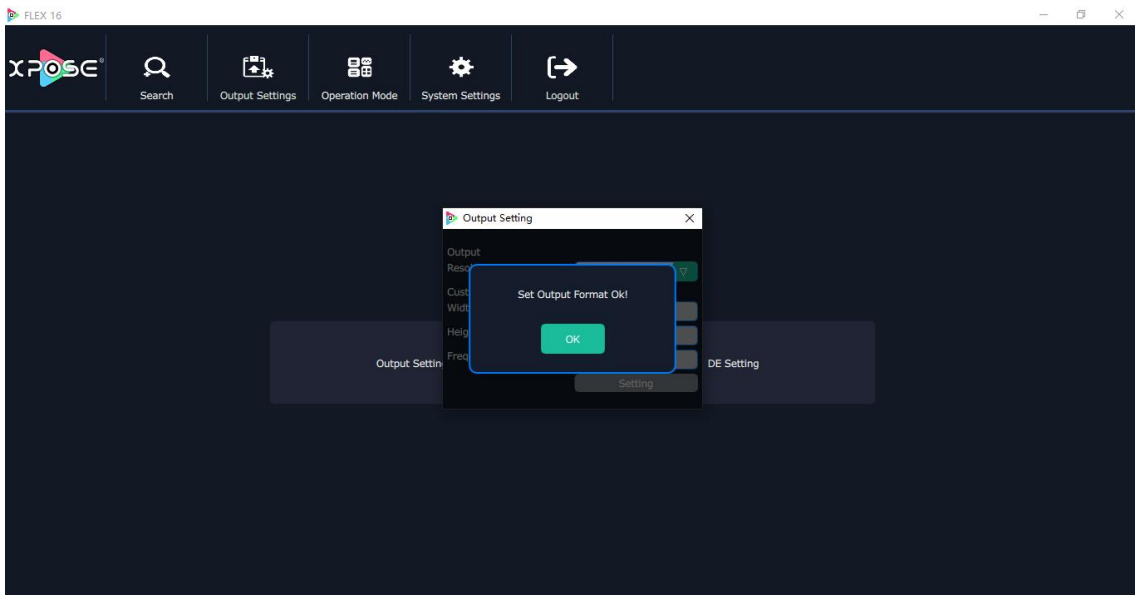 FLEX 16
XPOSE®
Search
Output Settings
Operation Mode
System Settings
Logout
Output Setting
Output
Set Output Format Ok!
OK
Output
DE Setting
Setting